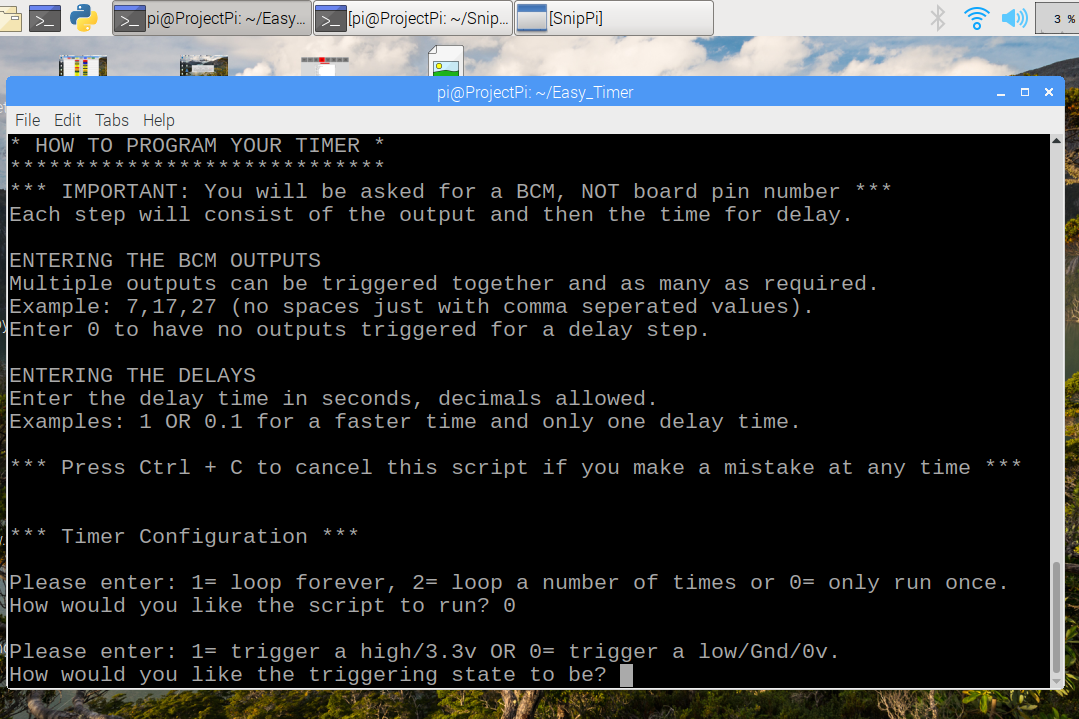 pi@ProjectPi: ~/Easy...
[pi@ProjectPi: ~/Snip...
[SnipPi]
3 %
pi@ProjectPi: ~/Easy_Timer
File Edit Tabs Help
* HOW TO PROGRAM YOUR TIMER *
*****************************
*** IMPORTANT: You will be asked for a BCM, NOT board pin number ***
Each step will consist of the output and then the time for delay.
ENTERING THE BCM OUTPUTS
Multiple outputs can be triggered together and as many as required.
Example: 7,17,27 (no spaces just with comma seperated values).
Enter 0 to have no outputs triggered for a delay step.
ENTERING THE DELAYS
Enter the delay time in seconds, decimals allowed.
Examples: 1 OR 0.1 for a faster time and only one delay time.
*** Press Ctrl + C to cancel this script if you make a mistake at any time ***
*** Timer Configuration ***
Please enter: 1= loop forever, 2= loop a number of times or 0= only run once.
How would you like the script to run? 0
Please enter: 1= trigger a high/3.3v OR 0= trigger a low/Gnd/0v.
How would you like the triggering state to be?